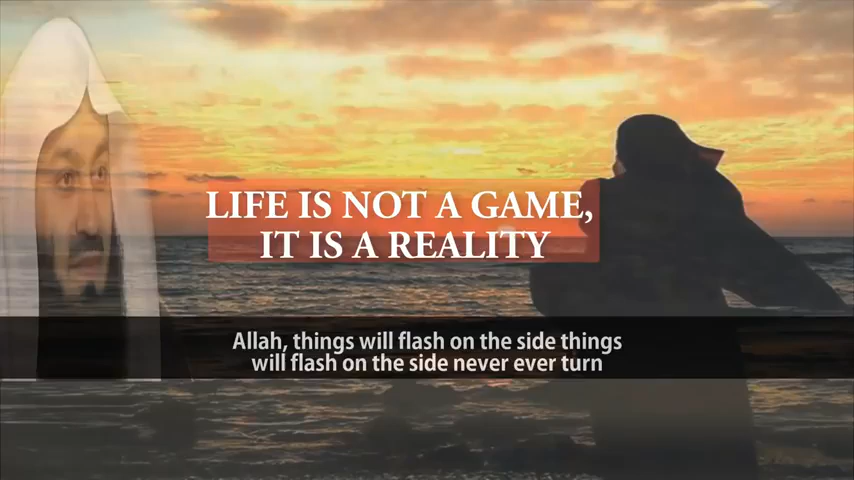 LIFE IS NOT A GAME,
IT IS A REALITY
Allah, things will flash on the side things
will flash on the side never ever turn